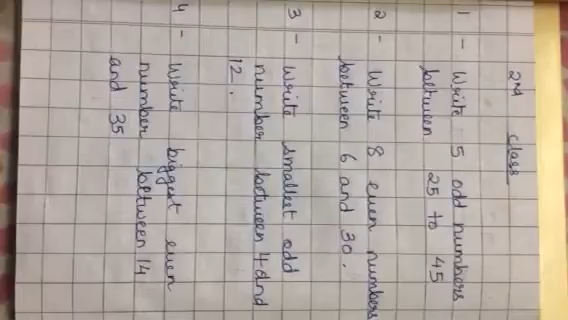 2nd class
1 - Write 5 odd numbers
between 25 to 45
2 - Write 8 even numbers
between 6 and 30.
3 - Write smallest odd
number between 4 and
12.
4 - Write biggest even
number between 14
and 35